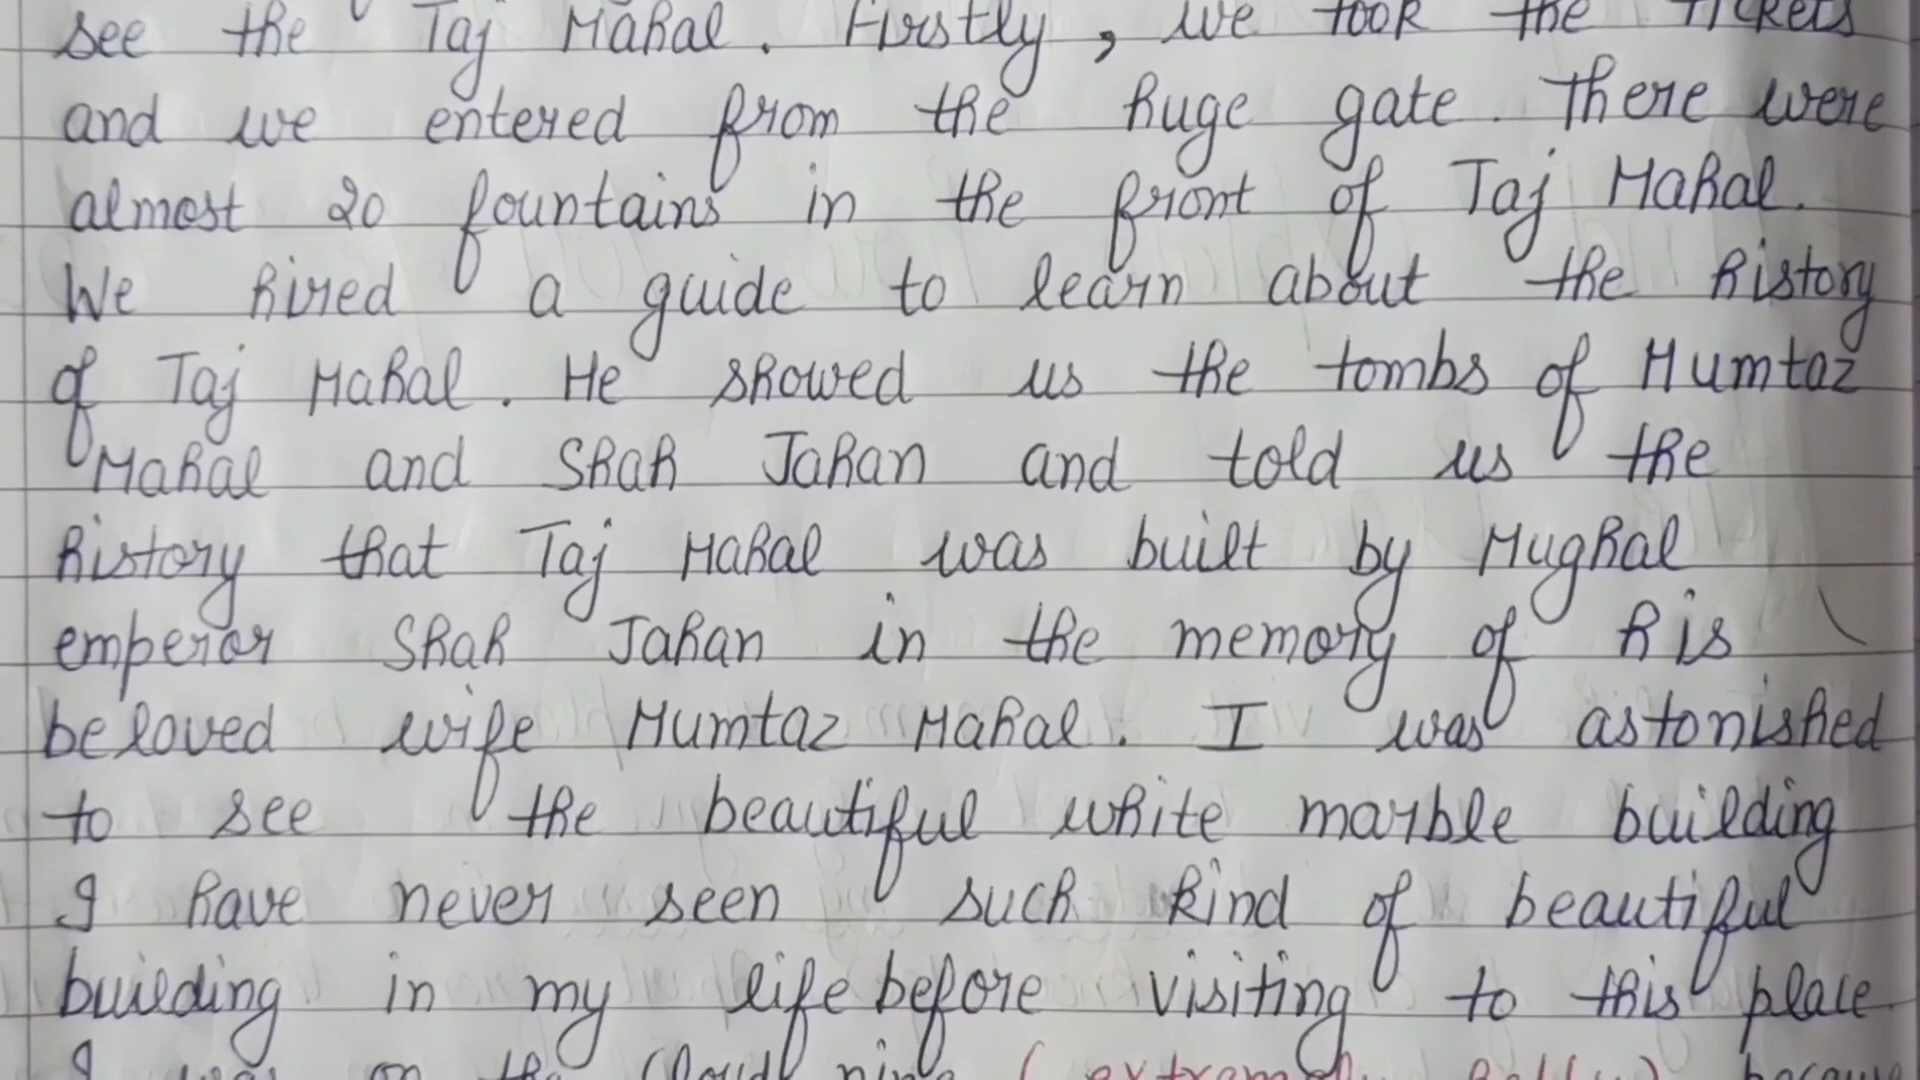 see the Taj Mahal. Firstly, we took the tickets
and we entered from the huge gate. There were
almost 20 fountains in the front of Taj Mahal.
We hired a guide to learn about the history
of Taj Mahal. He showed us the tombs of Mumtaz
Mahal and Shah Jahan and told us the
history that Taj Mahal was built by Mughal
emperor Shah Jahan in the memory of his
beloved wife Mumtaz Mahal. I was astonished
to see the beautiful white marble building
I have never seen such kind of beautiful
building in my life before visiting to this place
I was on the cloud nine (